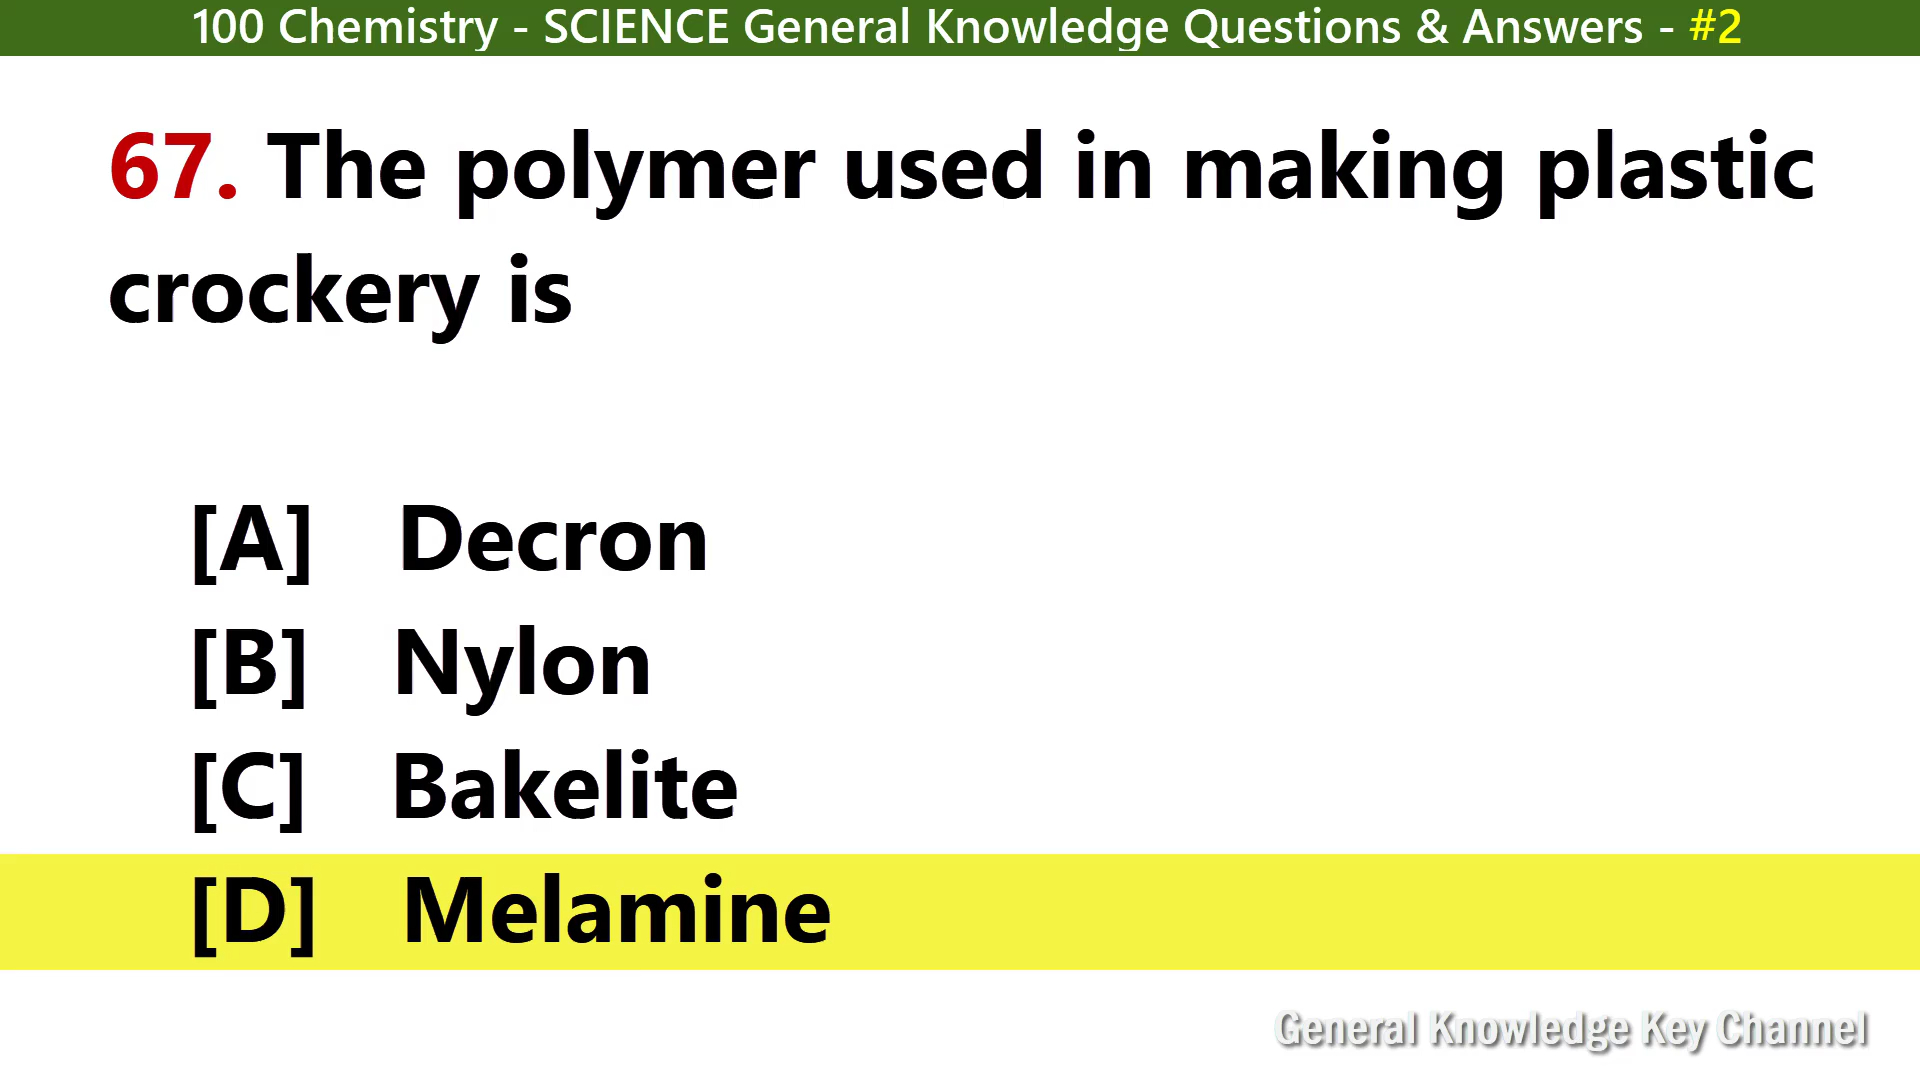 100 Chemistry - SCIENCE General Knowledge Questions & Answers - #2
67. The polymer used in making plastic
crockery is
[A] Decron
[B] Nylon
[C] Bakelite
[D] Melamine
General Knowledge Key Channel